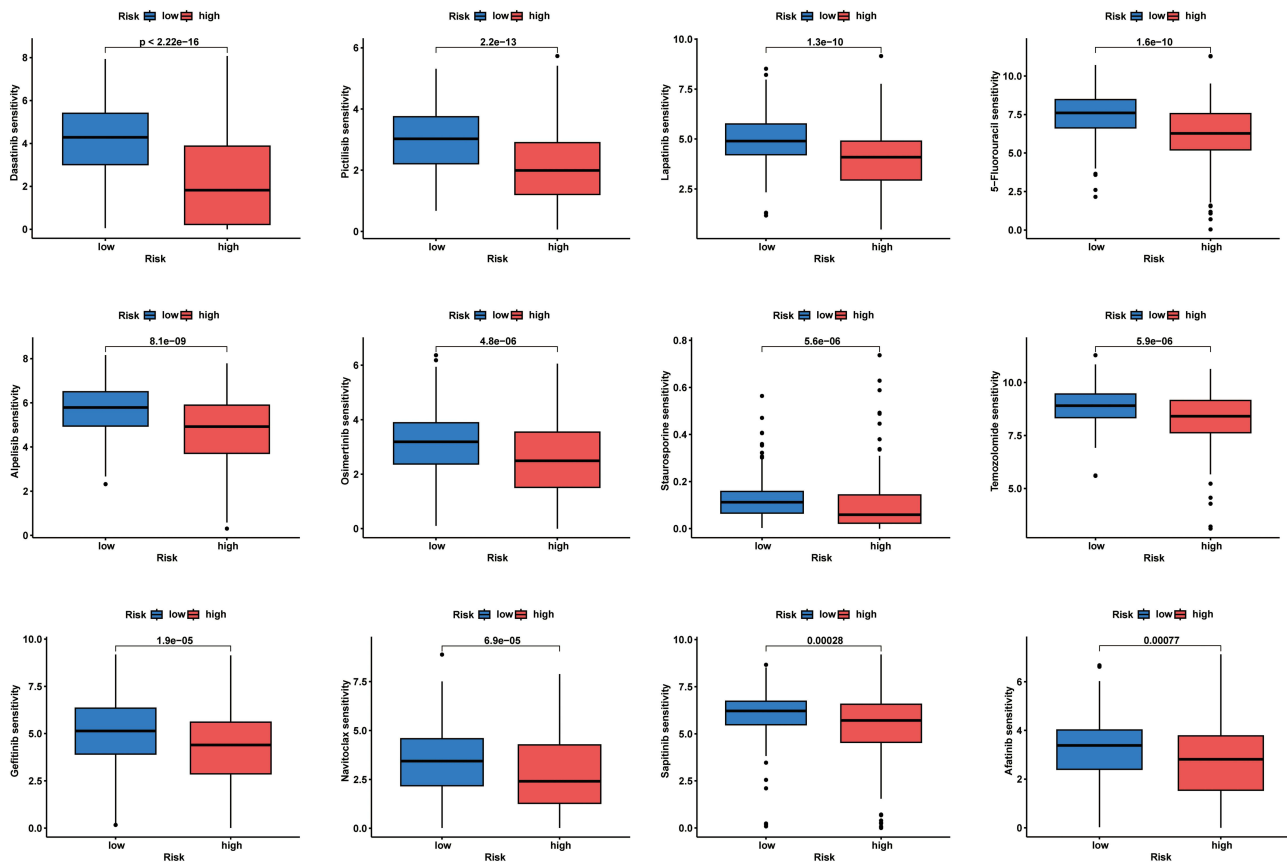 Risk low high
p < 2.22e−16
8
6
4
2
0
Dasatinib sensitivity
low high
Risk
Risk low high
2.2e−13
6
4
2
0
Pictilisib sensitivity
low high
Risk
Risk low high
1.3e−10
10.0
7.5
5.0
2.5
Lapatinib sensitivity
low high
Risk
Risk low high
1.6e−10
10.0
7.5
5.0
2.5
0.0
5−Fluorouracil sensitivity
low high
Risk
Risk low high
8.1e−09
8
6
4
2
0
Alpelisib sensitivity
low high
Risk
Risk low high
4.8e−06
6
4
2
0
Osimertinib sensitivity
low high
Risk
Risk low high
5.6e−06
0.8
0.6
0.4
0.2
0.0
Staurosporine sensitivity
low high
Risk
Risk low high
5.9e−06
10.0
7.5
5.0
Temozolomide sensitivity
low high
Risk
Risk low high
1.9e−05
10.0
7.5
5.0
2.5
0.0
Gefitinib sensitivity
low high
Risk
Risk low high
6.9e−05
7.5
5.0
2.5
0.0
Navitoclax sensitivity
low high
Risk
Risk low high
0.00028
10.0
7.5
5.0
2.5
0.0
Sapitinib sensitivity
low high
Risk
Risk low high
0.00077
6
4
2
0
Afatinib sensitivity
low high
Risk